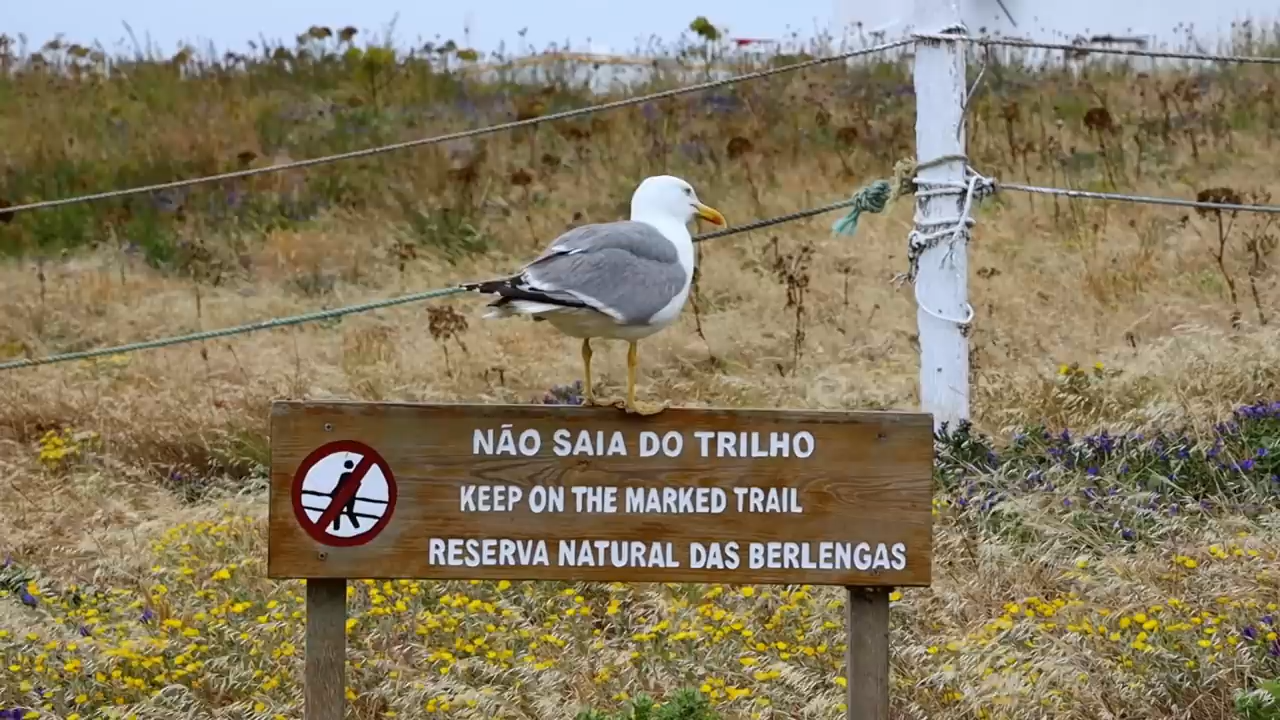 NÃO SAIA DO TRILHO
KEEP ON THE MARKED TRAIL
RESERVA NATURAL DAS BERLENGAS